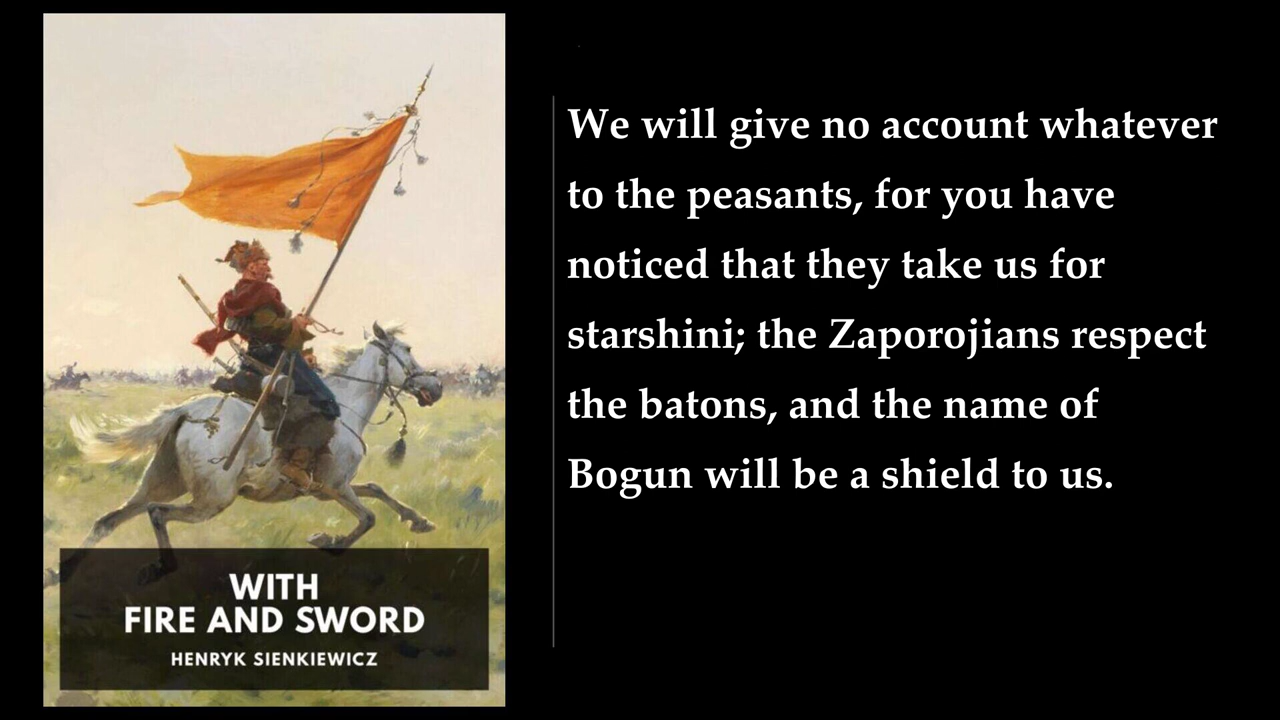 WITH
FIRE AND SWORD
HENRYK SIENKIEWICZ
We will give no account whatever
to the peasants, for you have
noticed that they take us for
starshini; the Zaporojians respect
the batons, and the name of
Bogun will be a shield to us.